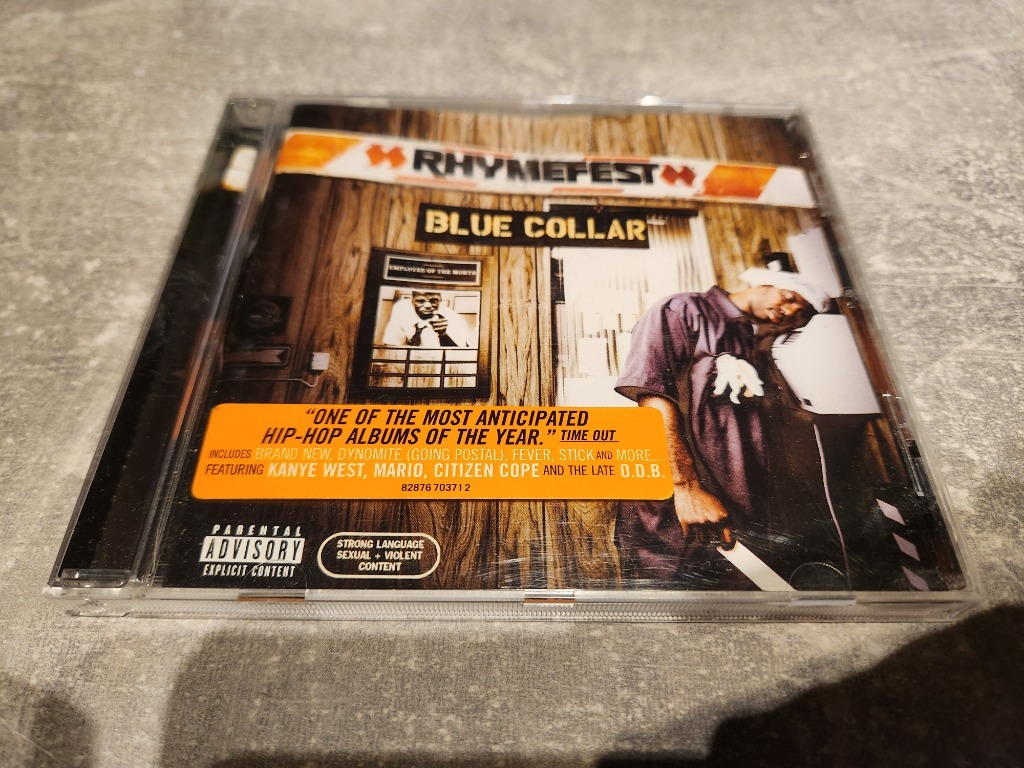 RHYMEFEST
BLUE COLLAR
EMPLOYEE OF THE MONTH
"ONE OF THE MOST ANTICIPATED
HIP-HOP ALBUMS OF THE YEAR." TIME OUT
INCLUDES BRAND NEW, DYNOMITE (GOING POSTAL), FEVER, STICK AND MORE...
FEATURING KANYE WEST, MARIO, CITIZEN COPE AND THE LATE O.D.B.
82876 70371 2
PARENTAL
ADVISORY
EXPLICIT CONTENT
STRONG LANGUAGE
SEXUAL + VIOLENT
CONTENT